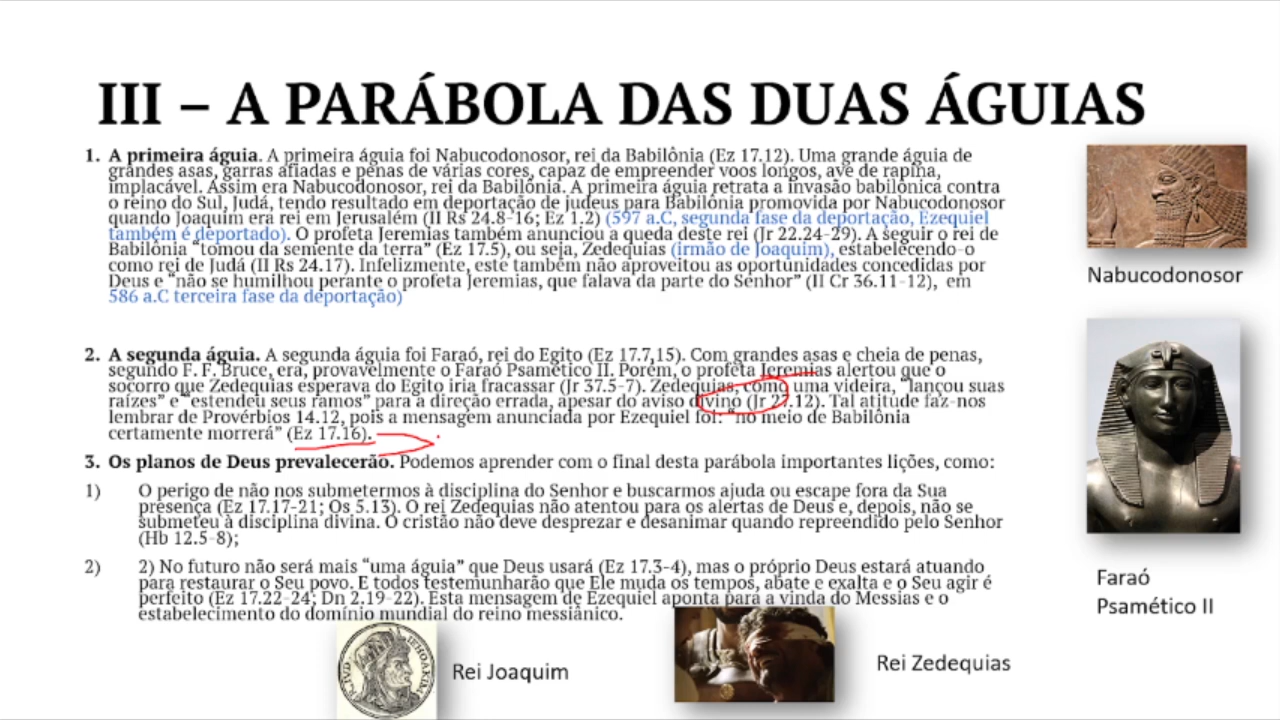 III – A PARÁBOLA DAS DUAS ÁGUIAS
1. A primeira águia. A primeira águia foi Nabucodonosor, rei da Babilônia (Ez 17.12). Uma grande águia de
grandes asas, garras afiadas e penas de várias cores, capaz de empreender voos longos, ave de rapina,
implacável. Assim era Nabucodonosor, rei da Babilônia. A primeira águia retrata a invasão babilônica contra
o reino do Sul, Judá, tendo resultado em deportação de judeus para Babilônia promovida por Nabucodonosor
quando Joaquim era rei em Jerusalém (II Rs 24.8-16; Ez 1.2) (597 a.C, segunda fase da deportação, Ezequiel
também é deportado). O profeta Jeremias também anunciou a queda deste rei (Jr 22.24-29). A seguir o rei de
Babilônia “tomou da semente da terra” (Ez 17.5), ou seja, Zedequias (irmão de Joaquim), estabelecendo-o
como rei de Judá (II Rs 24.17). Infelizmente, este também não aproveitou as oportunidades concedidas por
Deus e “não se humilhou perante o profeta Jeremias, que falava da parte do Senhor” (II Cr 36.11-12), em
586 a.C terceira fase da deportação)
Nabucodonosor
2. A segunda águia. A segunda águia foi Faraó, rei do Egito (Ez 17.7,15). Com grandes asas e cheia de penas,
segundo F. F. Bruce, era, provavelmente o Faraó Psamético II. Porém, o profeta Jeremias alertou que o
socorro que Zedequias esperava do Egito iria fracassar (Jr 37.5-7). Zedequias, como uma videira, “lançou suas
raízes” e “estendeu seus ramos” para a direção errada, apesar do aviso divino (Jr 27.12). Tal atitude faz-nos
lembrar de Provérbios 14.12, pois a mensagem anunciada por Ezequiel foi: “no meio de Babilônia
certamente morrerá” (Ez 17.16).
3. Os planos de Deus prevalecerão. Podemos aprender com o final desta parábola importantes lições, como:
1) O perigo de não nos submetermos à disciplina do Senhor e buscarmos ajuda ou escape fora da Sua
presença (Ez 17.17-21; Os 5.13). O rei Zedequias não atentou para os alertas de Deus e, depois, não se
submeteu à disciplina divina. O cristão não deve desprezar e desanimar quando repreendido pelo Senhor
(Hb 12.5-8);
2) 2) No futuro não será mais “uma águia” que Deus usará (Ez 17.3-4), mas o próprio Deus estará atuando
para restaurar o Seu povo. E todos testemunharão que Ele muda os tempos, abate e exalta e o Seu agir é
perfeito (Ez 17.22-24; Dn 2.19-22). Esta mensagem de Ezequiel aponta para a vinda do Messias e o
estabelecimento do domínio mundial do reino messiânico.
Faraó
Psamético II
Rei Joaquim
Rei Zedequias